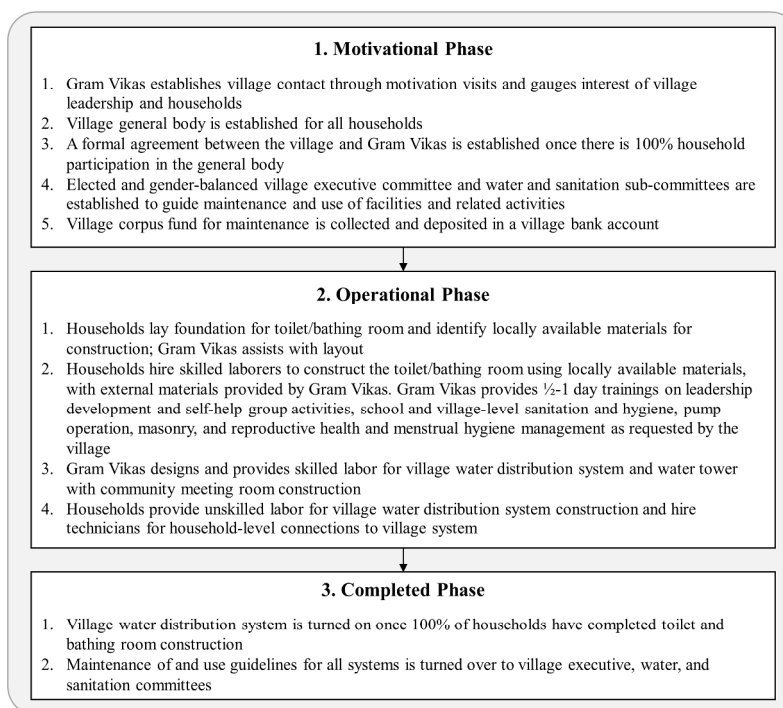 1. Motivational Phase
1. Gram Vikas establishes village contact through motivation visits and gauges interest of village
leadership and households
2. Village general body is established for all households
3. A formal agreement between the village and Gram Vikas is established once there is 100% household
participation in the general body
4. Elected and gender-balanced village executive committee and water and sanitation sub-committees are
established to guide maintenance and use of facilities and related activities
5. Village corpus fund for maintenance is collected and deposited in a village bank account
2. Operational Phase
1. Households lay foundation for toilet/bathing room and identify locally available materials for
construction; Gram Vikas assists with layout
2. Households hire skilled laborers to construct the toilet/bathing room using locally available materials,
with external materials provided by Gram Vikas. Gram Vikas provides ½-1 day trainings on leadership
development and self-help group activities, school and village-level sanitation and hygiene, pump
operation, masonry, and reproductive health and menstrual hygiene management as requested by the
village
3. Gram Vikas designs and provides skilled labor for village water distribution system and water tower
with community meeting room construction
4. Households provide unskilled labor for village water distribution system construction and hire
technicians for household-level connections to village system
3. Completed Phase
1. Village water distribution system is turned on once 100% of households have completed toilet and
bathing room construction
2. Maintenance of and use guidelines for all systems is turned over to village executive, water, and
sanitation committees